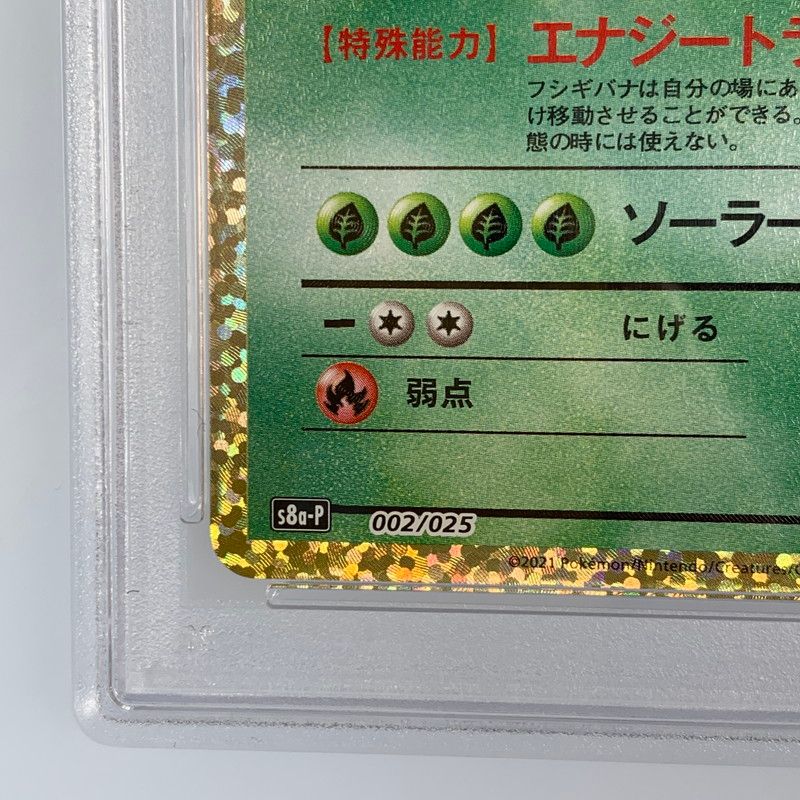 【特殊能力】 エナジートラ
フシギバナは自分の場にあ
け移動させることができる。
態の時には使えない。
ソーラー
ー にげる
弱点
s8a-P 002/025
©2021 Pokémon/Nintendo/Creatures/